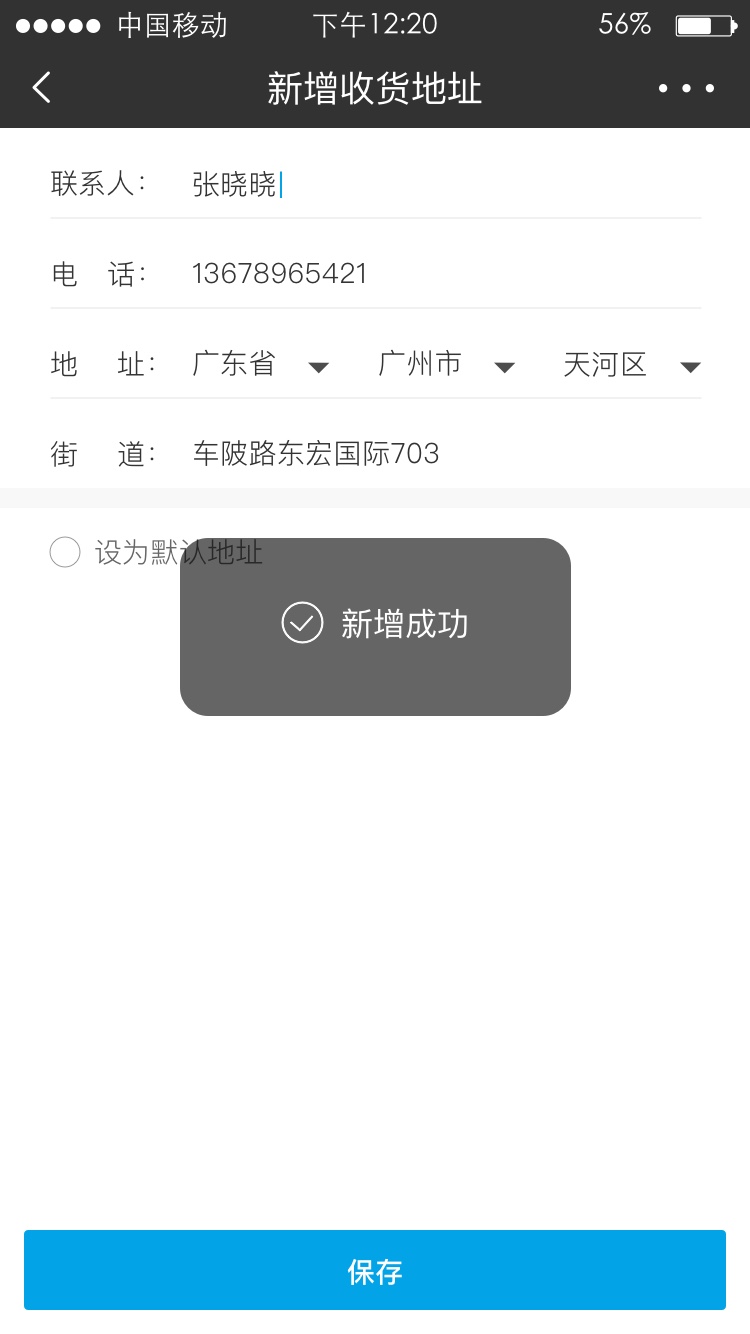 中国移动 下午12:20 56%
新增收货地址
联系人: 张晓晓
电 话: 13678965421
地 址: 广东省 广州市 天河区
街 道: 车陂路东宏国际703
设为默认地址
新增成功
保存